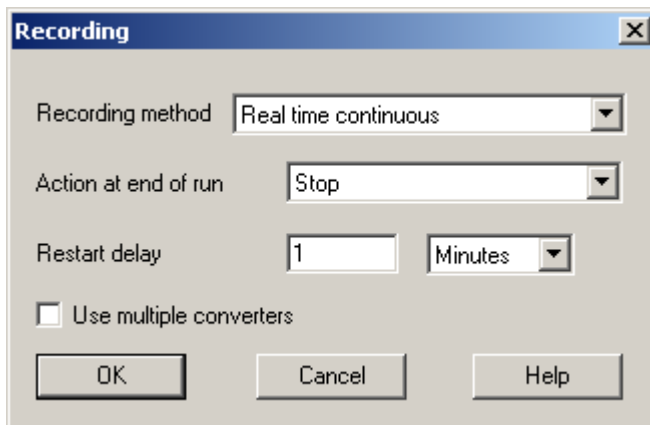 Recording
Recording method Real time continuous
Action at end of run Stop
Restart delay 1 Minutes
Use multiple converters
OK Cancel Help